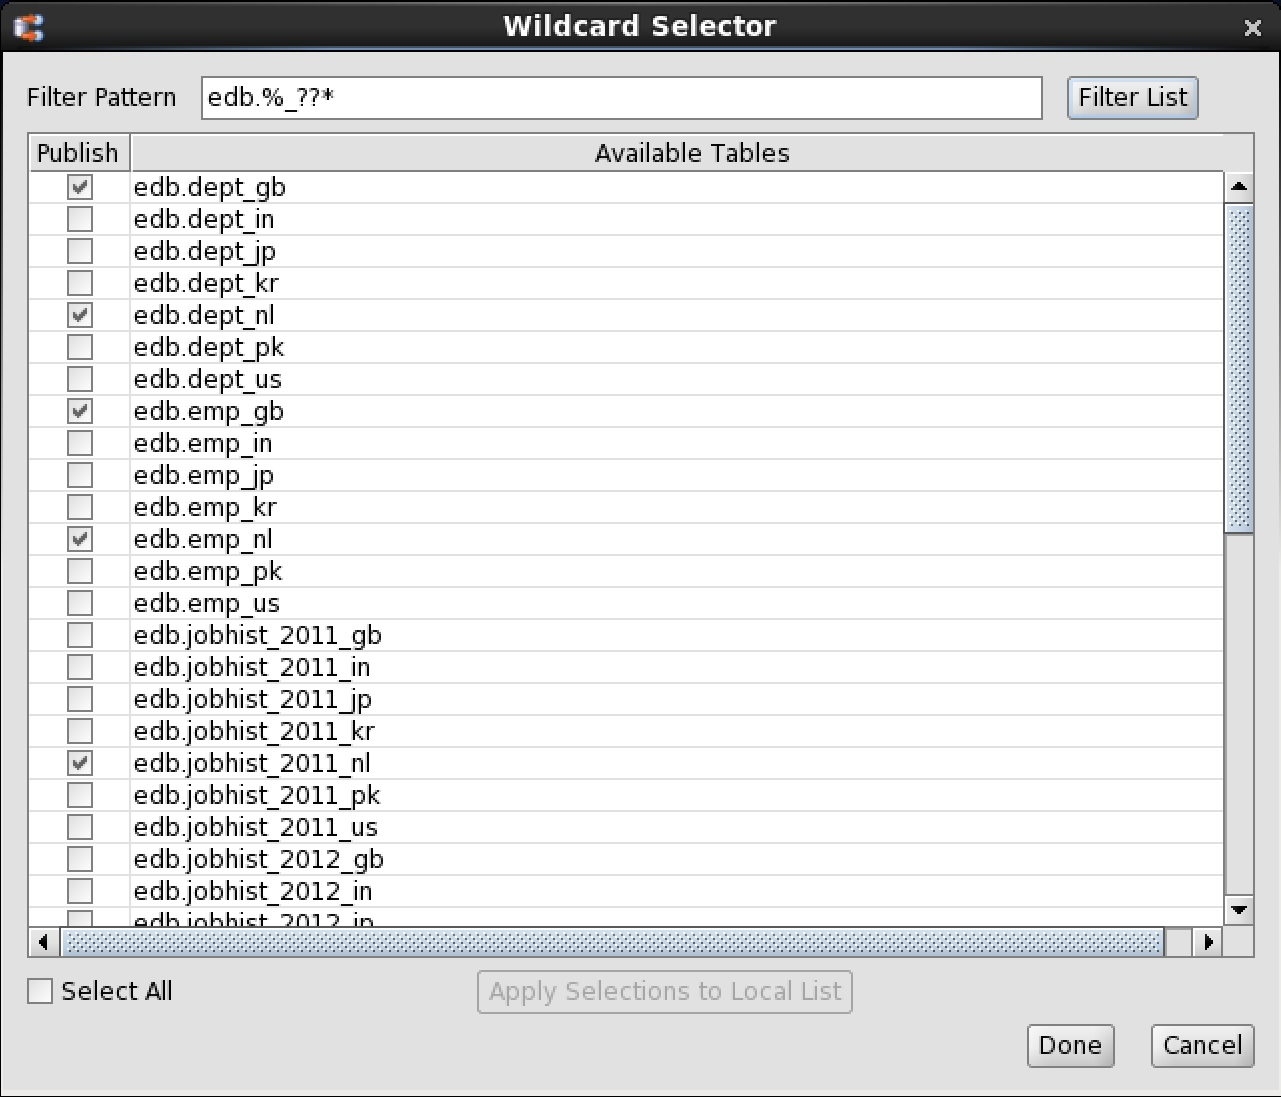 Wildcard Selector
Filter Pattern edb.%_??* Filter List
Publish Available Tables
edb.dept_gb
edb.dept_in
edb.dept_jp
edb.dept_kr
edb.dept_nl
edb.dept_pk
edb.dept_us
edb.emp_gb
edb.emp_in
edb.emp_jp
edb.emp_kr
edb.emp_nl
edb.emp_pk
edb.emp_us
edb.jobhist_2011_gb
edb.jobhist_2011_in
edb.jobhist_2011_jp
edb.jobhist_2011_kr
edb.jobhist_2011_nl
edb.jobhist_2011_pk
edb.jobhist_2011_us
edb.jobhist_2012_gb
edb.jobhist_2012_in
edb.jobhist_2012_jp
Select All Apply Selections to Local List
Done Cancel